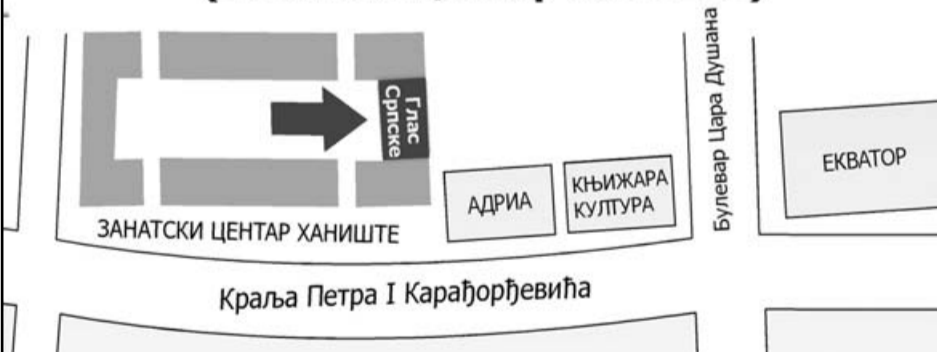 Глас
Српске
ЗАНАТСКИ ЦЕНТАР ХАНИШТЕ
АДРИА
КЊИЖАРА
КУЛТУРА
Булевар Цара Душана
ЕКВАТОР
Краља Петра I Карађорђевића